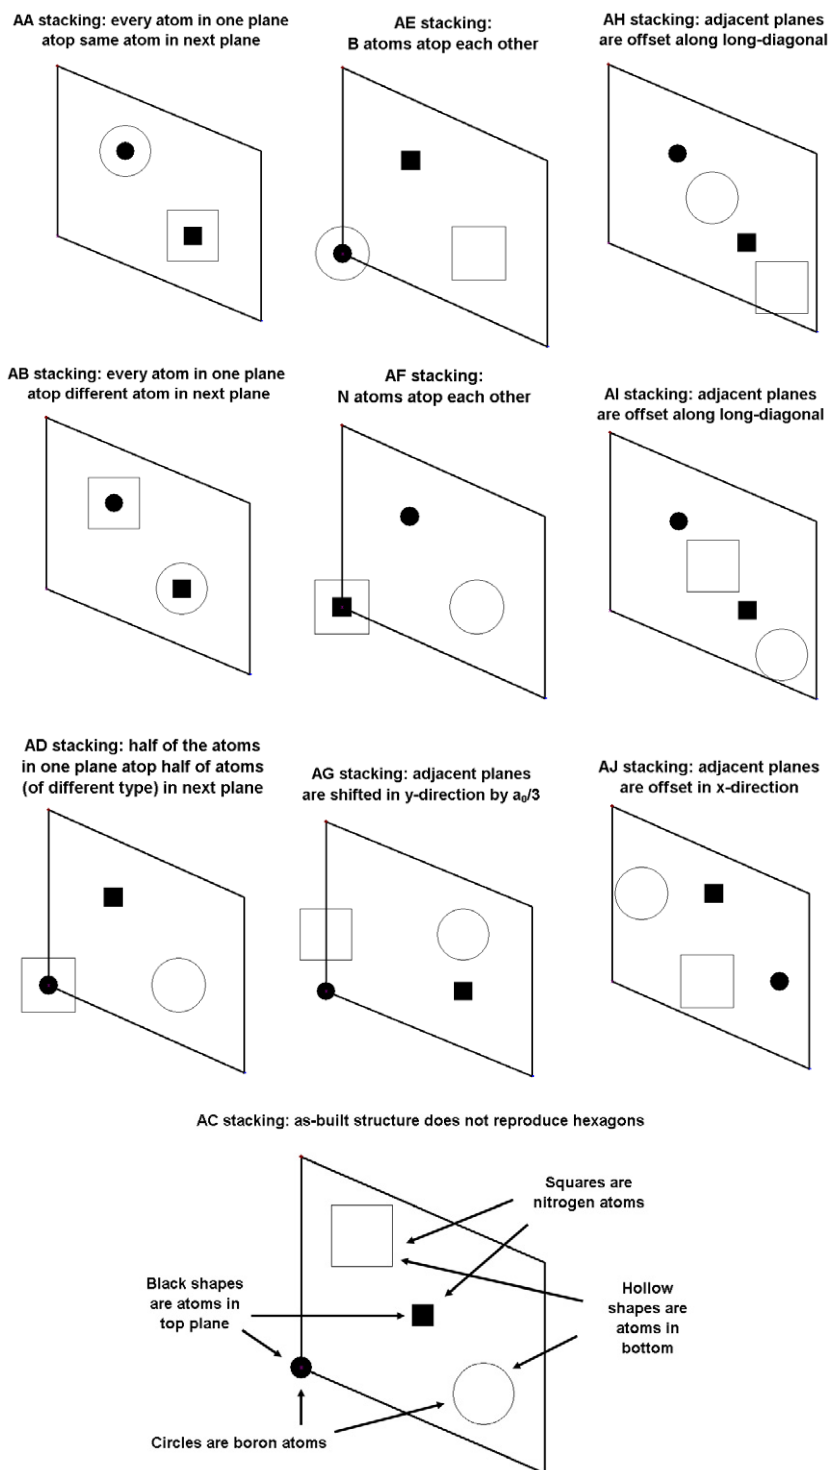 AA stacking: every atom in one plane
atop same atom in next plane
AE stacking:
B atoms atop each other
AH stacking: adjacent planes
are offset along long-diagonal
AB stacking: every atom in one plane
atop different atom in next plane
AF stacking:
N atoms atop each other
AI stacking: adjacent planes
are offset along long-diagonal
AD stacking: half of the atoms
in one plane atop half of atoms
(of different type) in next plane
AG stacking: adjacent planes
are shifted in y-direction by a₀/3
AJ stacking: adjacent planes
are offset in x-direction
AC stacking: as-built structure does not reproduce hexagons
Squares are
nitrogen atoms
Black shapes
are atoms in
top plane
Hollow
shapes are
atoms in
bottom
Circles are boron atoms